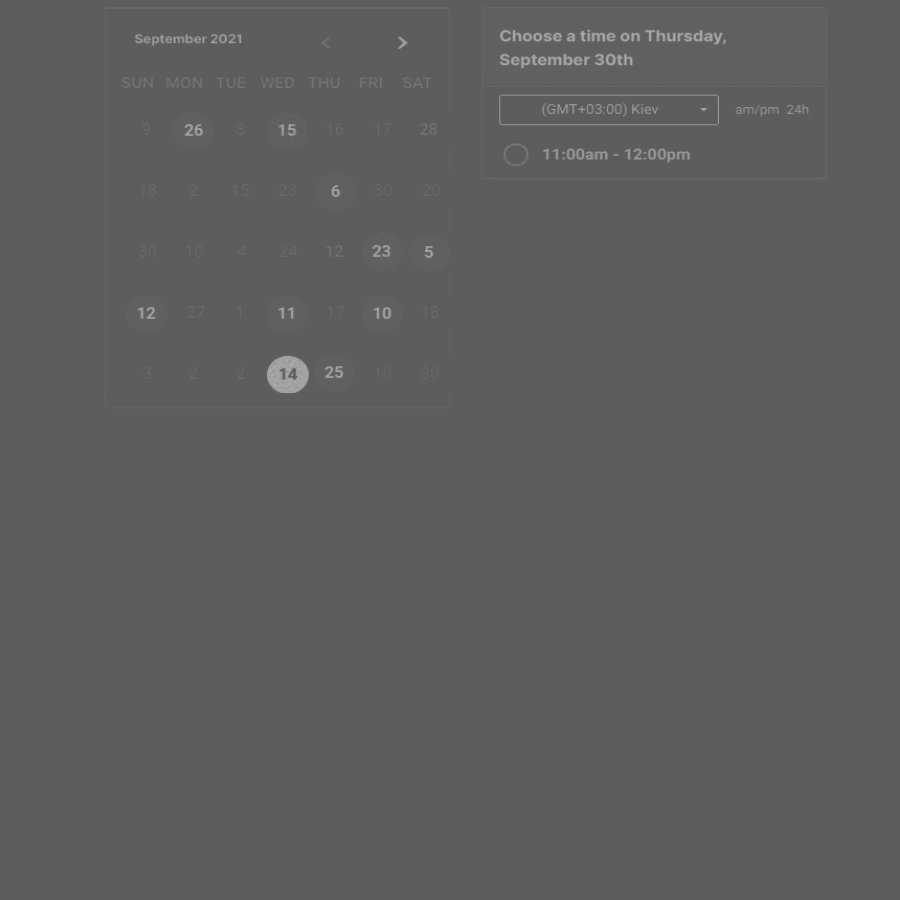 September 2021 < >
SUN MON TUE WED THU FRI SAT
9 26 8 15 16 17 28
18 2 15 23 6 30 20
30 10 4 24 12 23 5
12 27 1 11 17 10 18
3 2 2 14 25 10 30
Choose a time on Thursday,
September 30th
(GMT+03:00) Kiev am/pm 24h
11:00am - 12:00pm